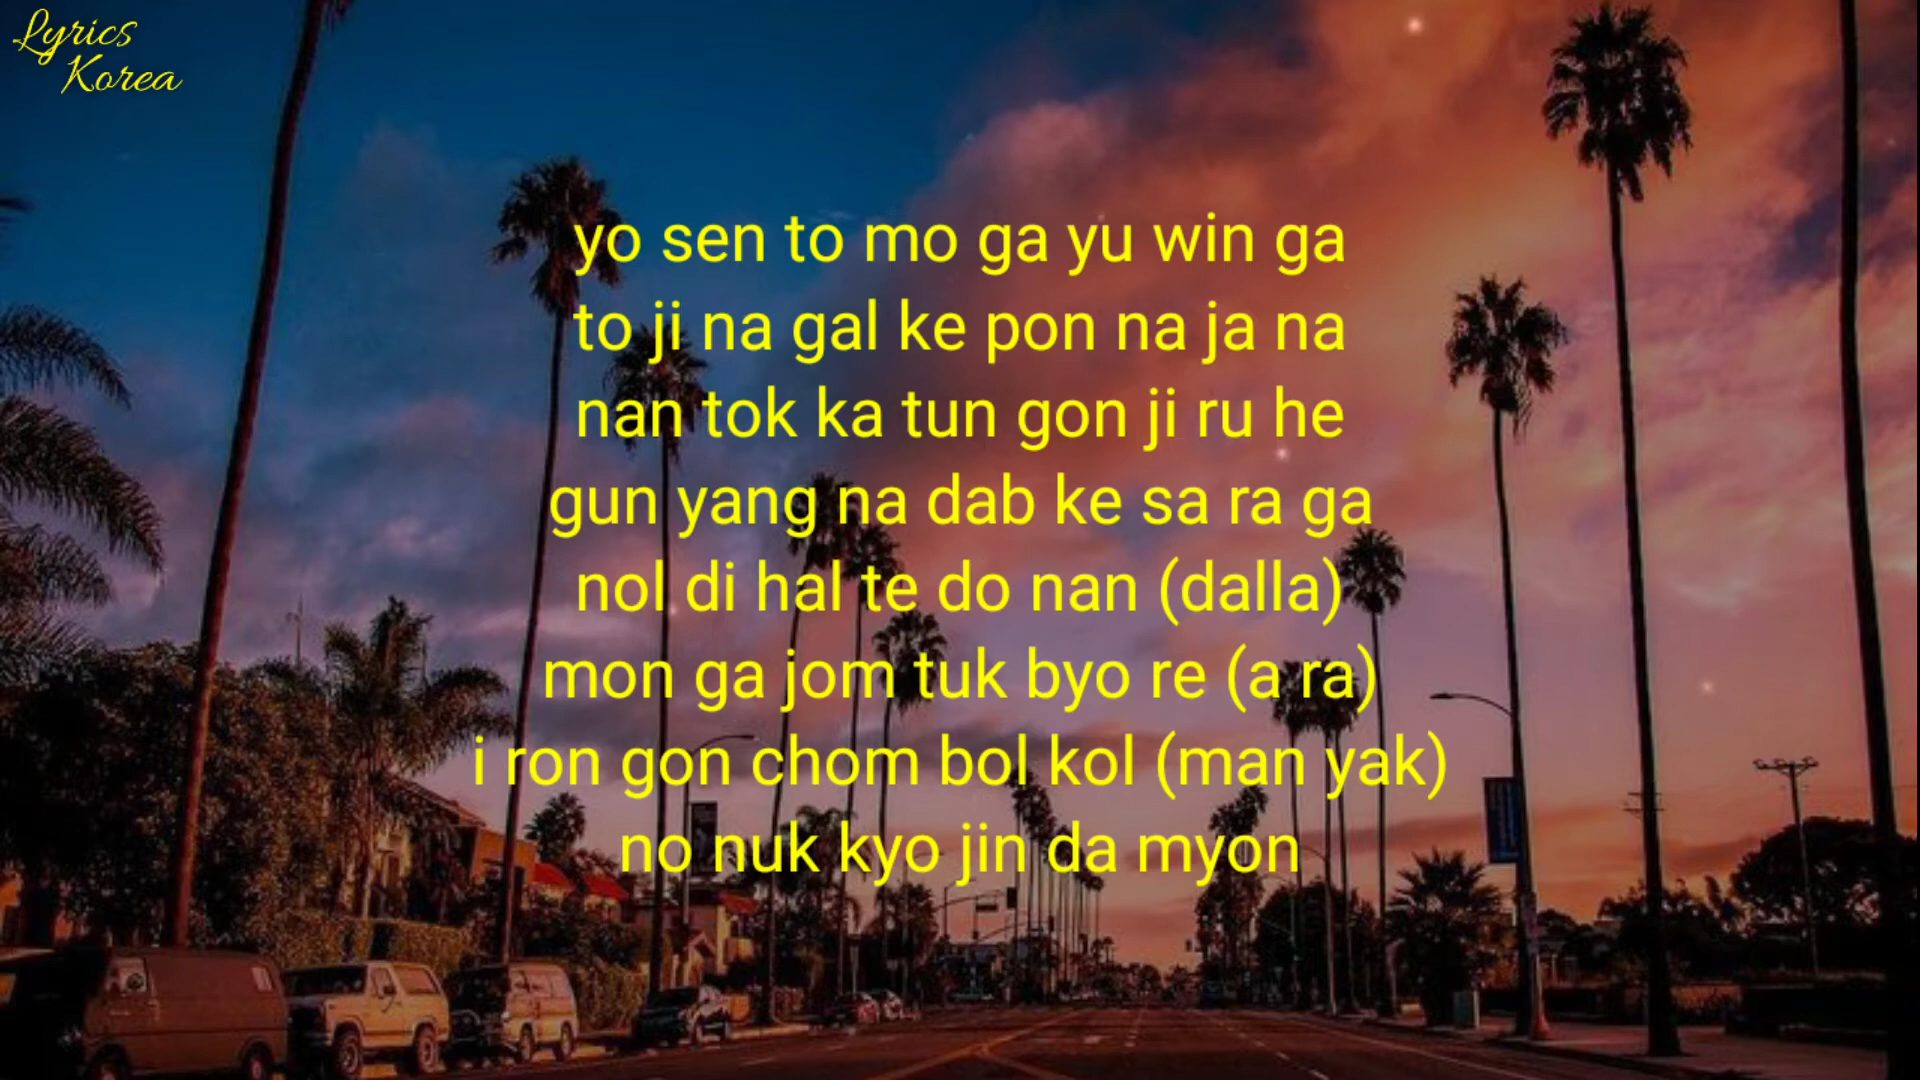 Lyrics
Korea
yo sen to mo ga yu win ga
to ji na gal ke pon na ja na
nan tok ka tun gon ji ru he
gun yang na dab ke sa ra ga
nol di hal te do nan (dalla)
mon ga jom tuk byo re (a ra)
i ron gon chom bol kol (man yak)
no nuk kyo jin da myon